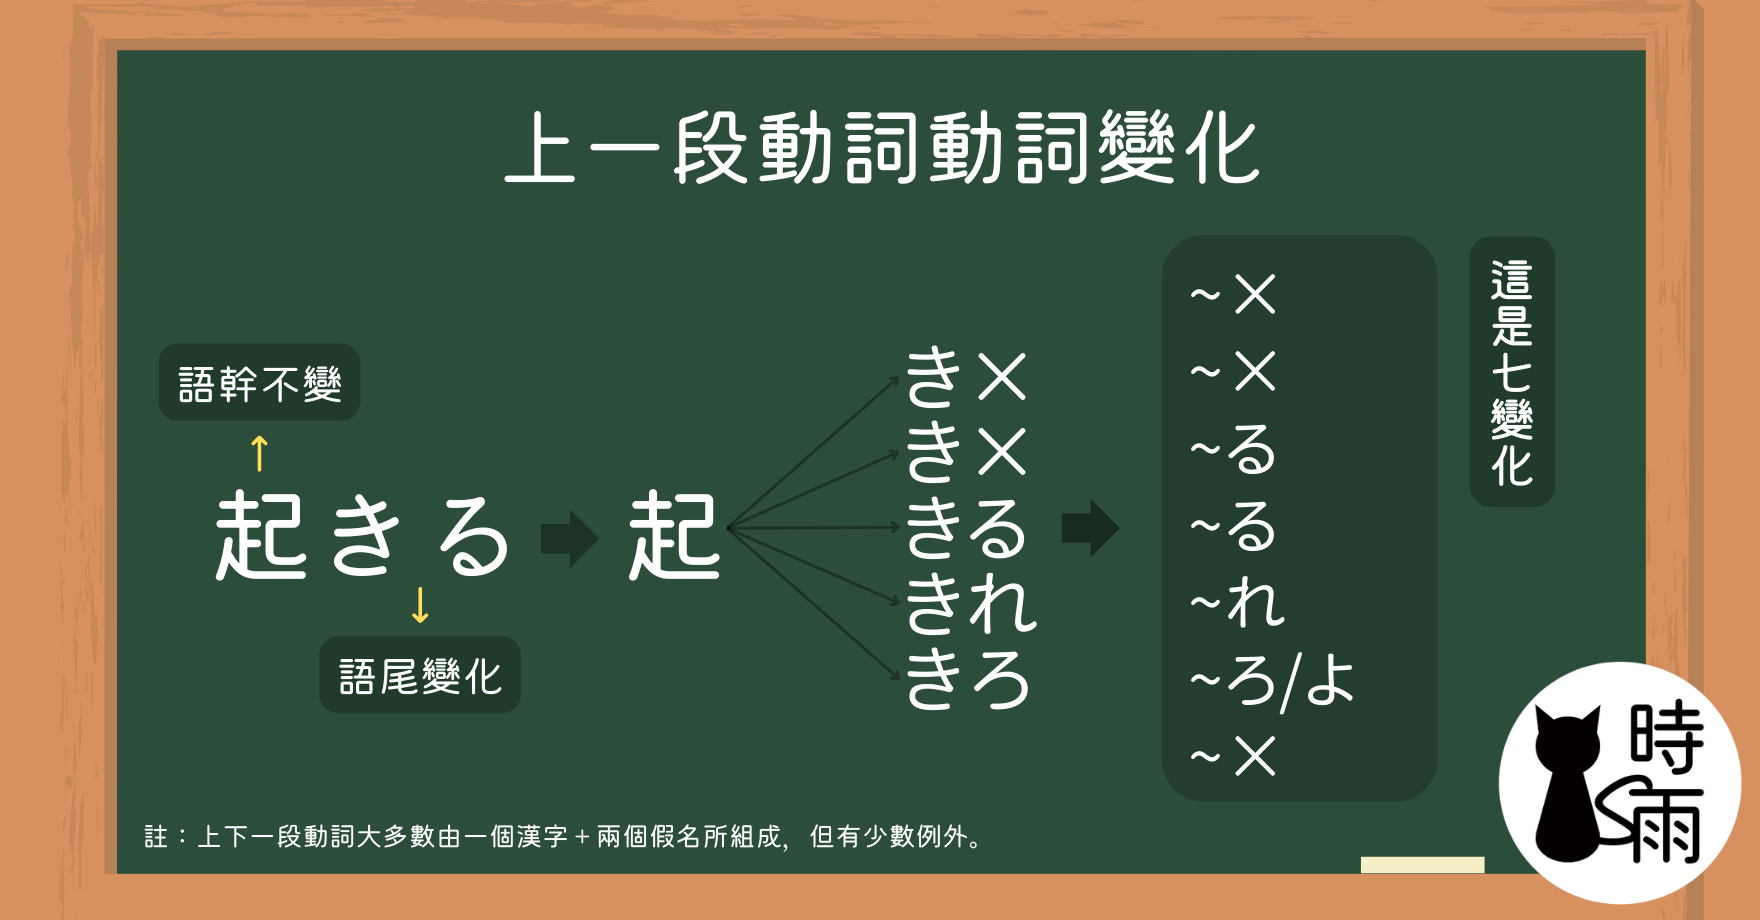 上一段動詞動詞變化
語幹不變
↑
起きる
↓
語尾變化
起
き×
き×
きる
きれ
きろ
~×
~×
~る
~る
~れ
~ろ/よ
~×
這是七變化
註：上下一段動詞大多數由一個漢字+兩個假名所組成，但有少數例外。
時雨